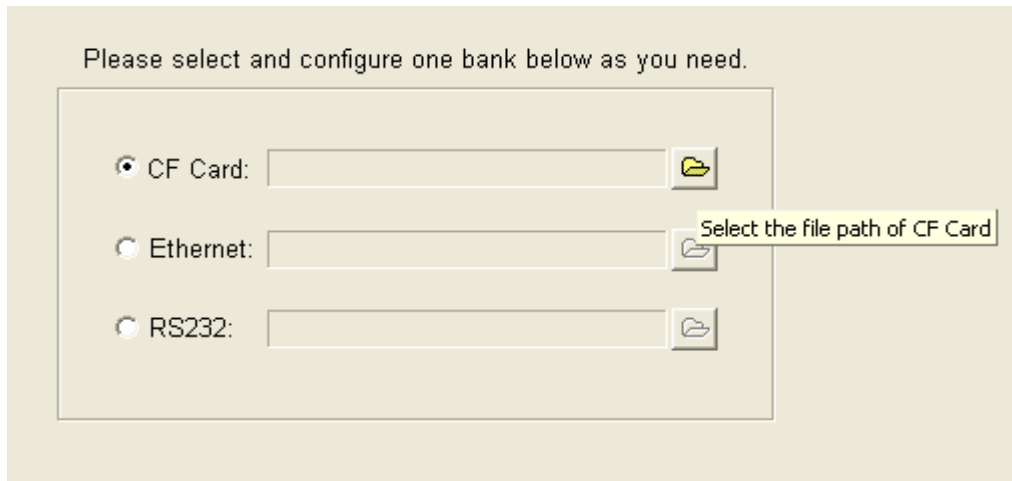 Please select and configure one bank below as you need.
CF Card:
Select the file path of CF Card
Ethernet:
RS232: